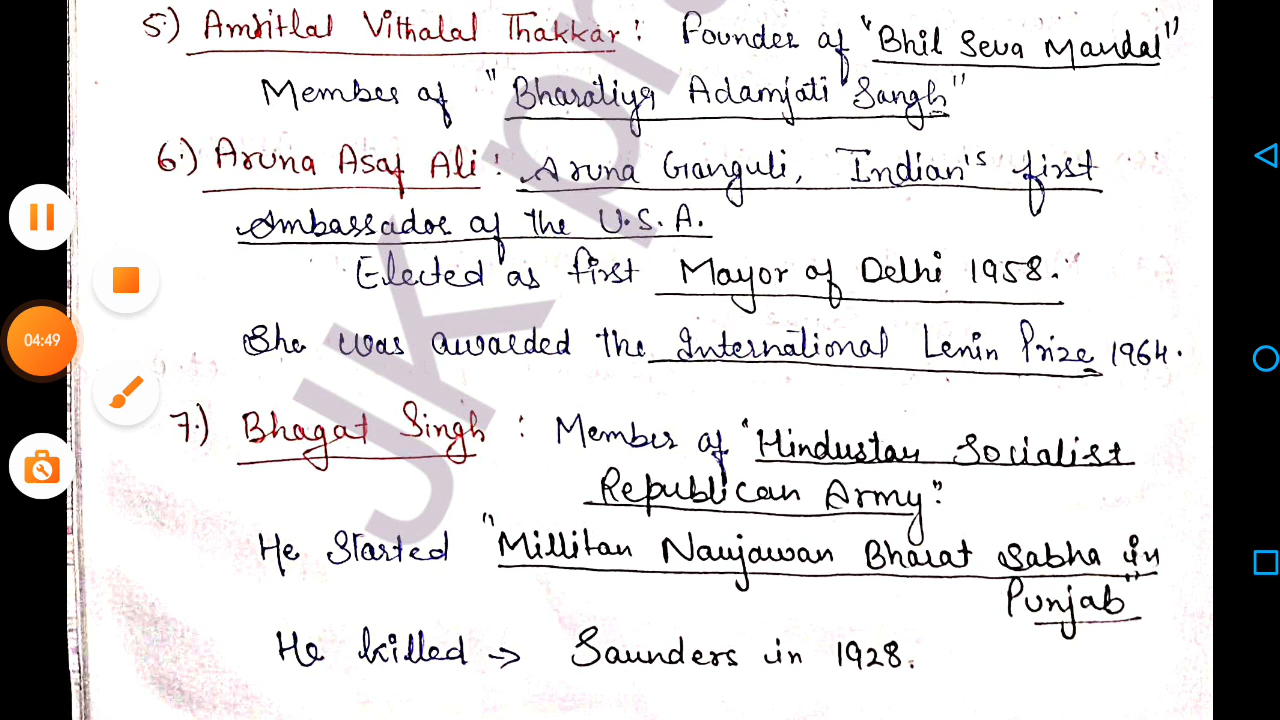 5.) Amritlal Vithalal Thakkar : Founder of "Bhil Seva Mandal"
Member of "Bharatiya Adamjati Sangh"
6.) Aruna Asaf Ali : Aruna Ganguli, Indian's first
Ambassador of the U.S.A.
Elected as first Mayor of Delhi 1958.
She was awarded the International Lenin Prize 1964.
7.) Bhagat Singh : Member of "Hindustan Socialist
Republican Army"
He started "Millitan Naujawan Bharat Sabha in
Punjab"
He killed → Saunders in 1928.
04:49